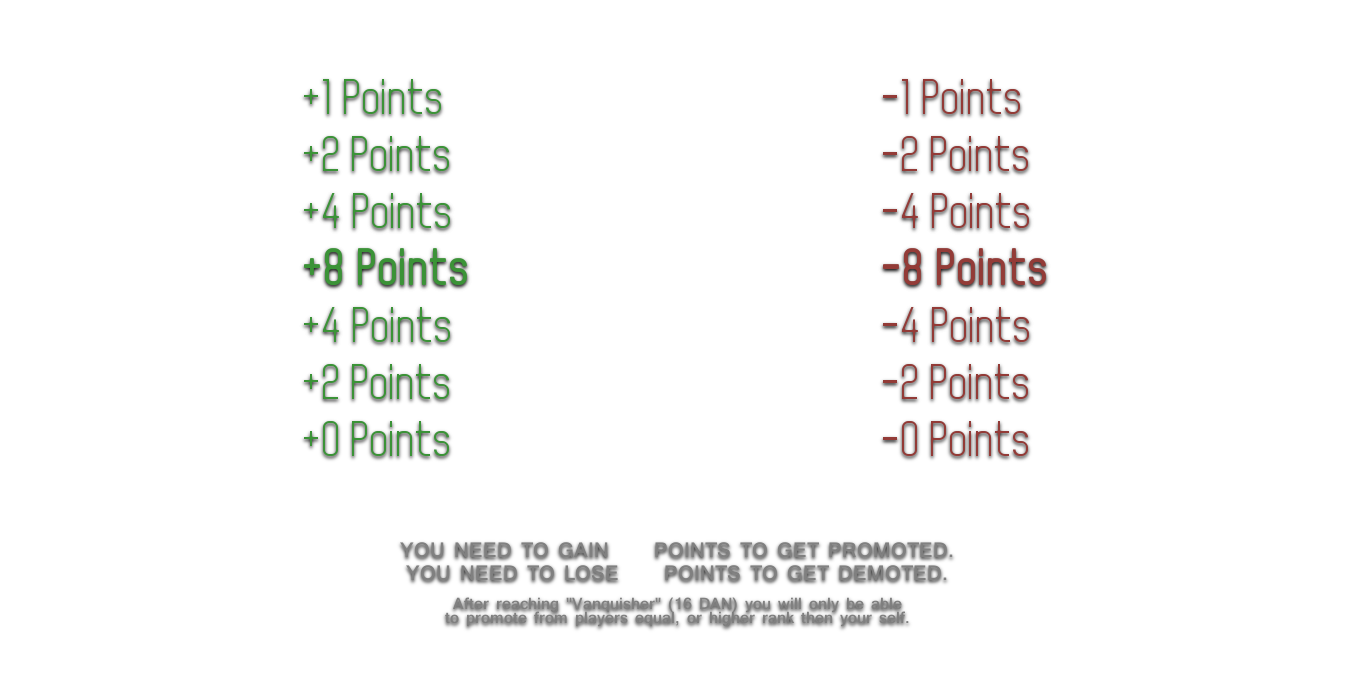 +1 Points -1 Points
+2 Points -2 Points
+4 Points -4 Points
+8 Points -8 Points
+4 Points -4 Points
+2 Points -2 Points
+0 Points -0 Points
YOU NEED TO GAIN POINTS TO GET PROMOTED.
YOU NEED TO LOSE POINTS TO GET DEMOTED.
After reaching "Vanquisher" (16 DAN) you will only be able
to promote from players equal, or higher rank then your self.